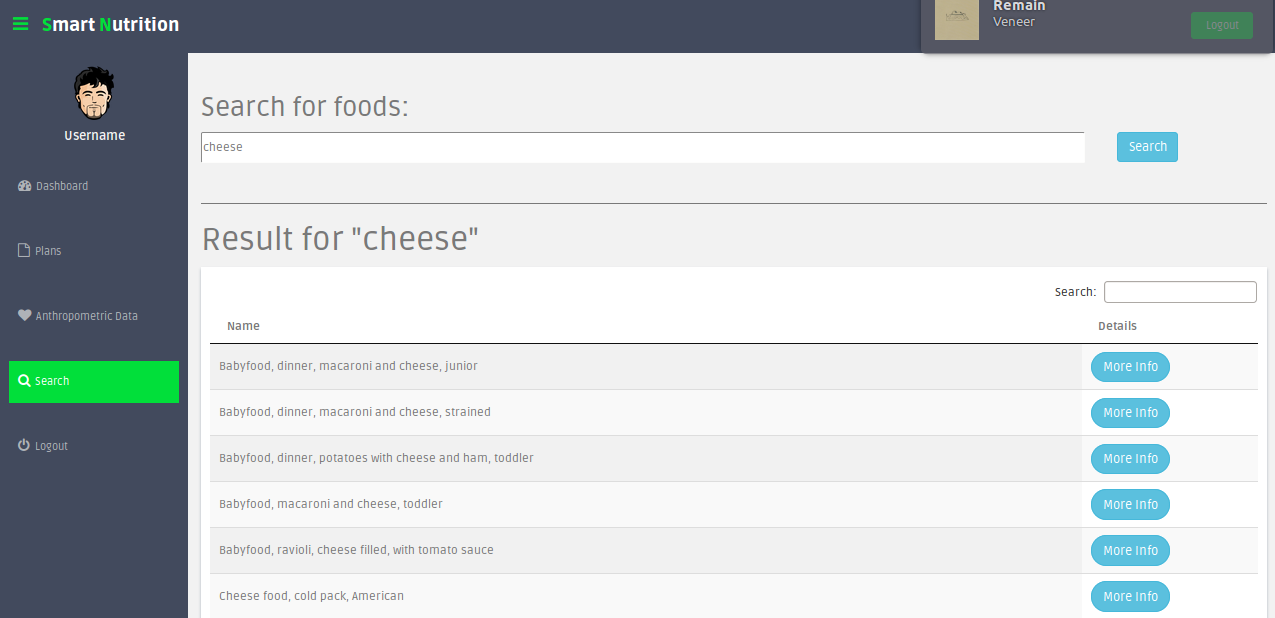 Smart Nutrition
Remain
Veneer
Logout
Username
Dashboard
Plans
Anthropometric Data
Search
Logout
Search for foods:
cheese
Search
Result for "cheese"
Search:
Name Details
Babyfood, dinner, macaroni and cheese, junior More Info
Babyfood, dinner, macaroni and cheese, strained More Info
Babyfood, dinner, potatoes with cheese and ham, toddler More Info
Babyfood, macaroni and cheese, toddler More Info
Babyfood, ravioli, cheese filled, with tomato sauce More Info
Cheese food, cold pack, American More Info